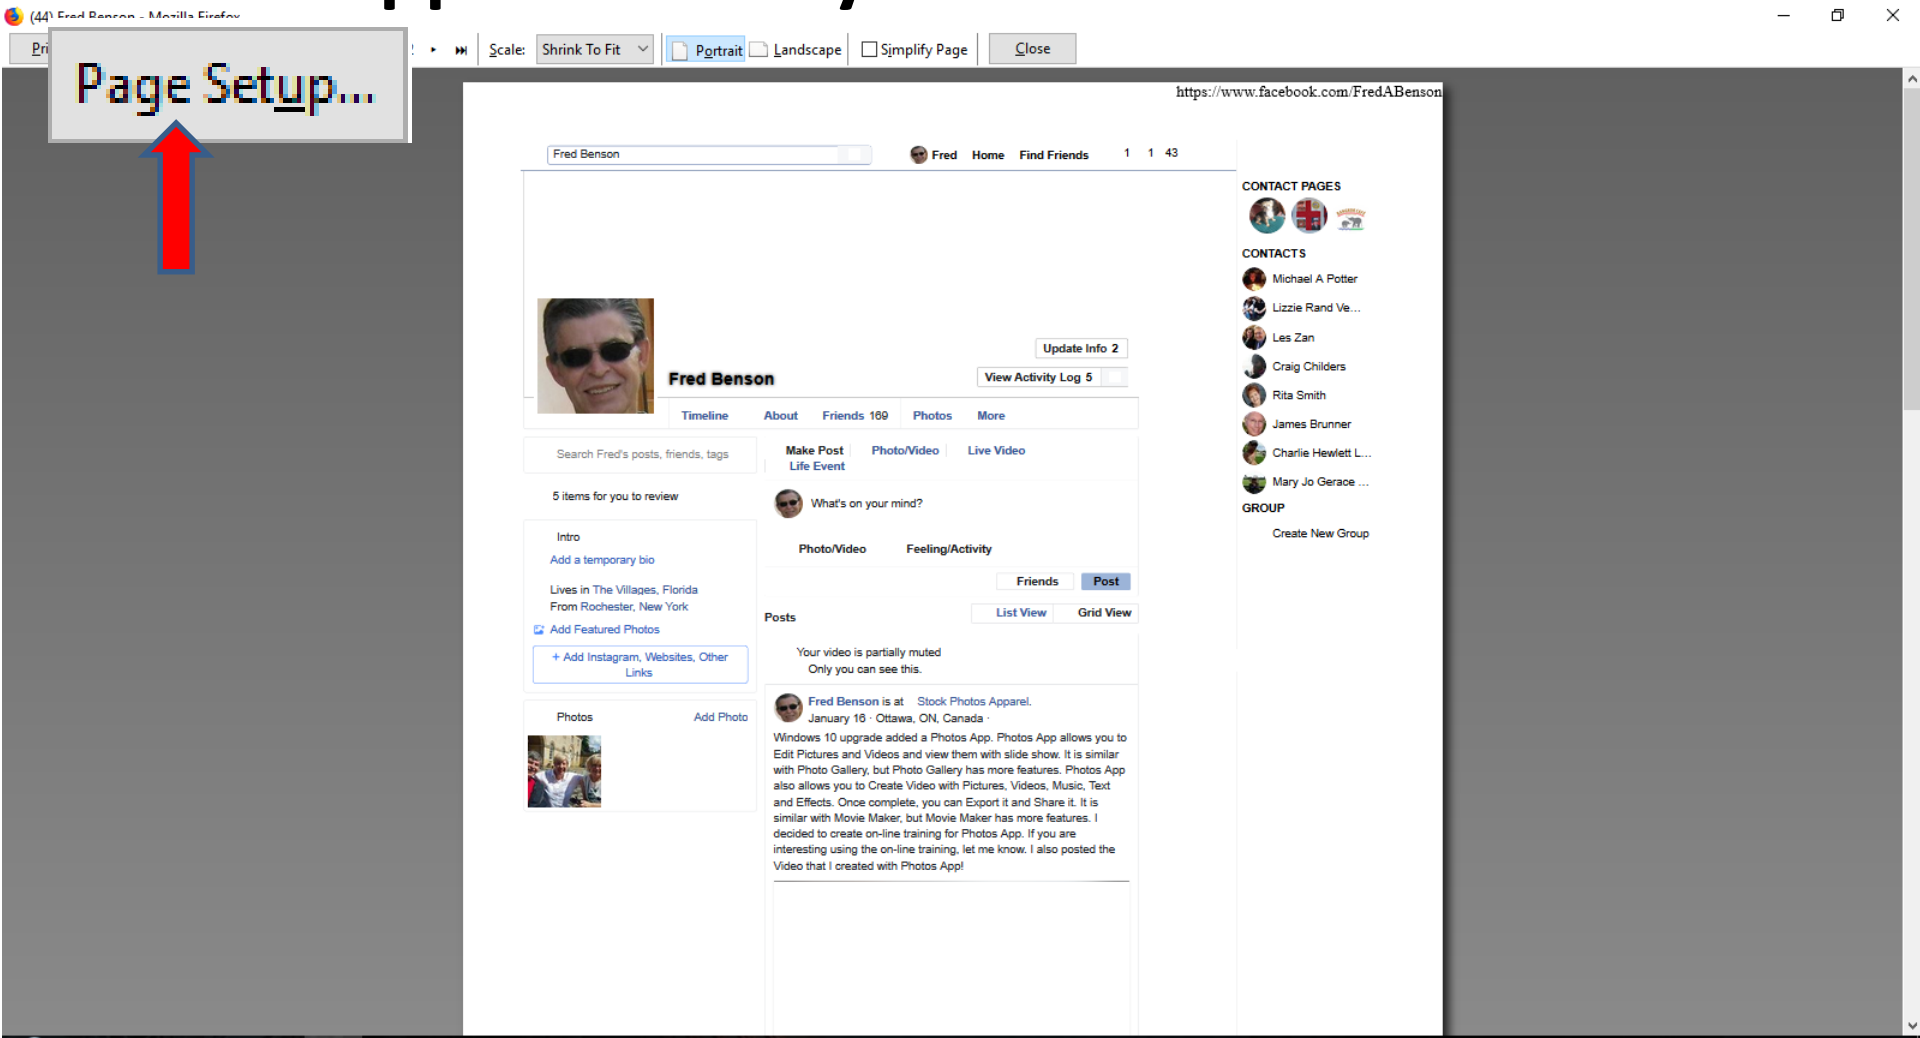 (44) Fred Benson - Mozilla Firefox
Page Setup...
Scale: Shrink To Fit Portrait Landscape Simplify Page Close
https://www.facebook.com/FredABenson
Fred Benson
Fred Home Find Friends 1 1 43
Fred Benson
Update Info 2
View Activity Log 5
Timeline About Friends 169 Photos More
Search Fred's posts, friends, tags
5 items for you to review
Intro
Add a temporary bio
Lives in The Villages, Florida
From Rochester, New York
Add Featured Photos
+ Add Instagram, Websites, Other
Links
Photos Add Photo
Make Post Photo/Video Live Video
Life Event
What's on your mind?
Photo/Video Feeling/Activity
Friends Post
Posts List View Grid View
Your video is partially muted
Only you can see this.
Fred Benson is at Stock Photos Apparel.
January 16 · Ottawa, ON, Canada ·
Windows 10 upgrade added a Photos App. Photos App allows you to
Edit Pictures and Videos and view them with slide show. It is similar
with Photo Gallery, but Photo Gallery has more features. Photos App
also allows you to Create Video with Pictures, Videos, Music, Text
and Effects. Once complete, you can Export it and Share it. It is
similar with Movie Maker, but Movie Maker has more features. I
decided to create on-line training for Photos App. If you are
interesting using the on-line training, let me know. I also posted the
Video that I created with Photos App!
CONTACT PAGES
CONTACTS
Michael A Potter
Lizzie Rand Ve...
Les Zan
Craig Childers
Rita Smith
James Brunner
Charlie Hewlett L...
Mary Jo Gerace ...
GROUP
Create New Group